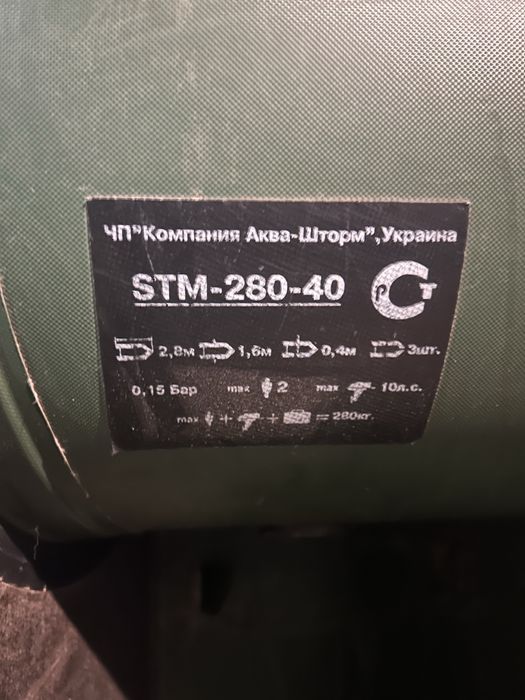 ЧП"Компания Аква-Шторм",Украина
STM-280-40
РСТ
2,8м 1,6м 0,4м 3шт.
0,15 Бар max 2 max 10л.с.
max + + = 280кг.